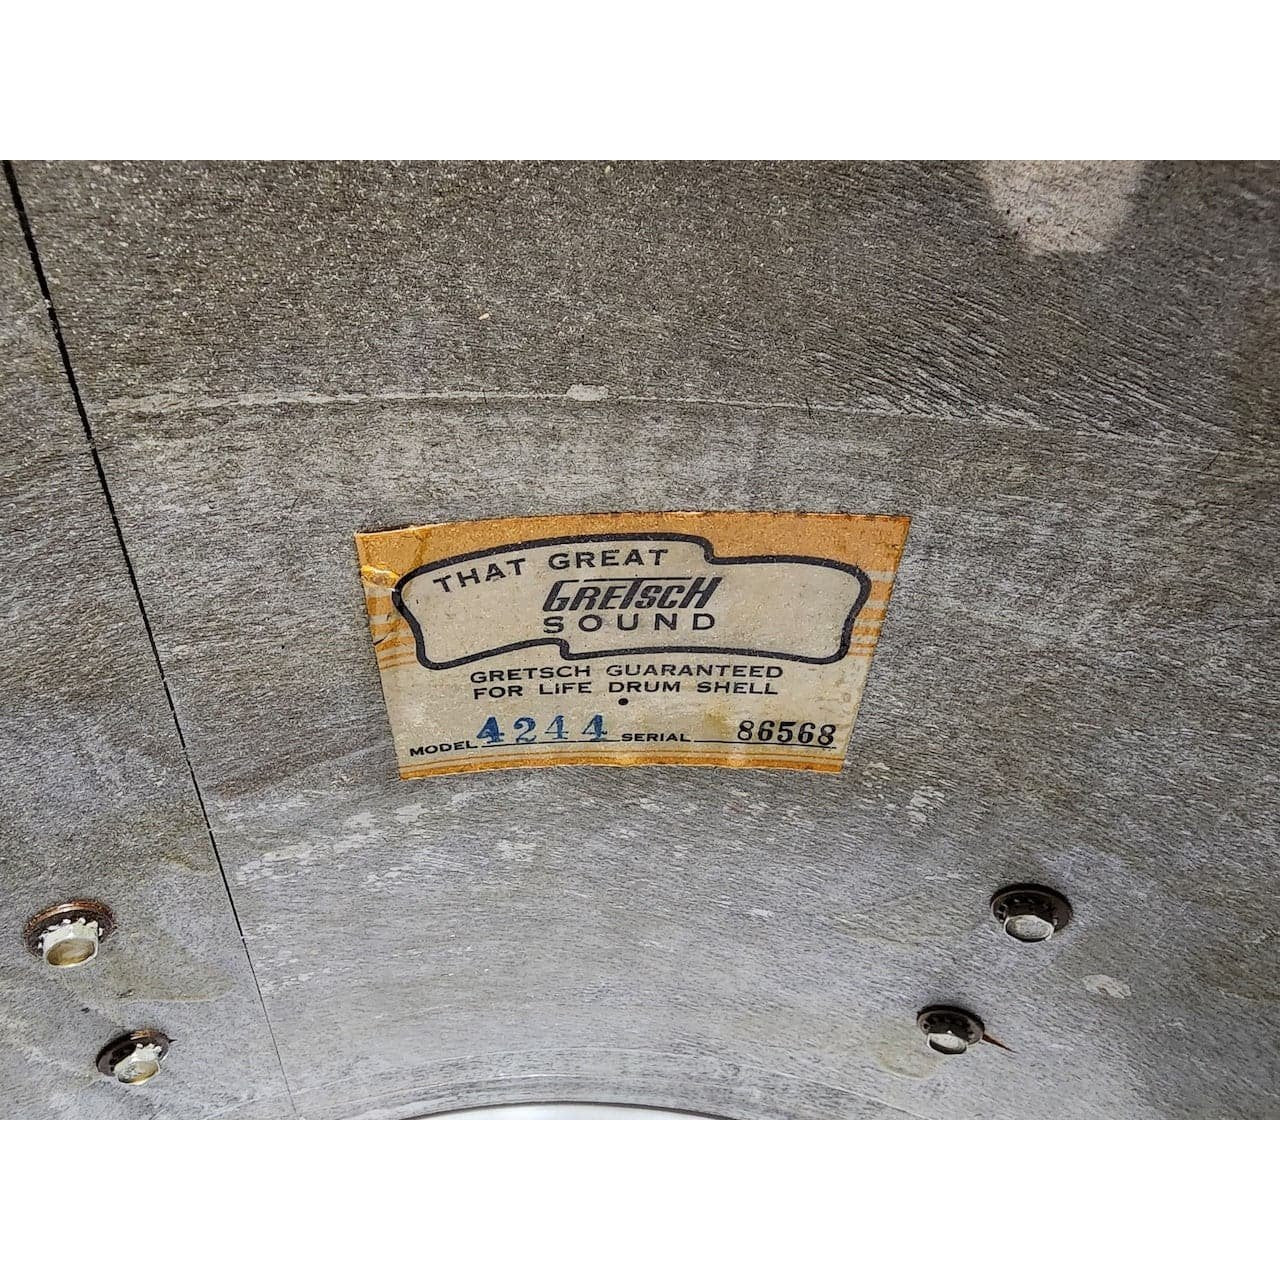 THAT GREAT
GRETSCH
SOUND
GRETSCH GUARANTEED
FOR LIFE DRUM SHELL
MODEL 4244 SERIAL 86568